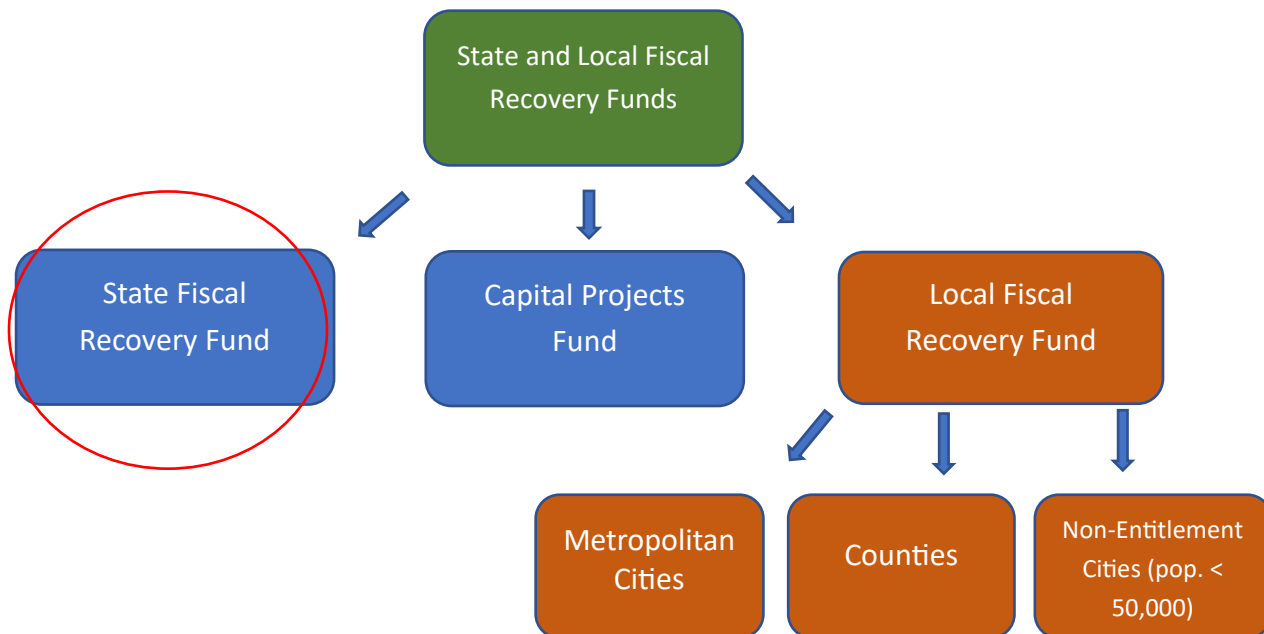 State and Local Fiscal
Recovery Funds
State Fiscal
Recovery Fund
Capital Projects
Fund
Local Fiscal
Recovery Fund
Metropolitan
Cities
Counties
Non-Entitlement
Cities (pop. <
50,000)